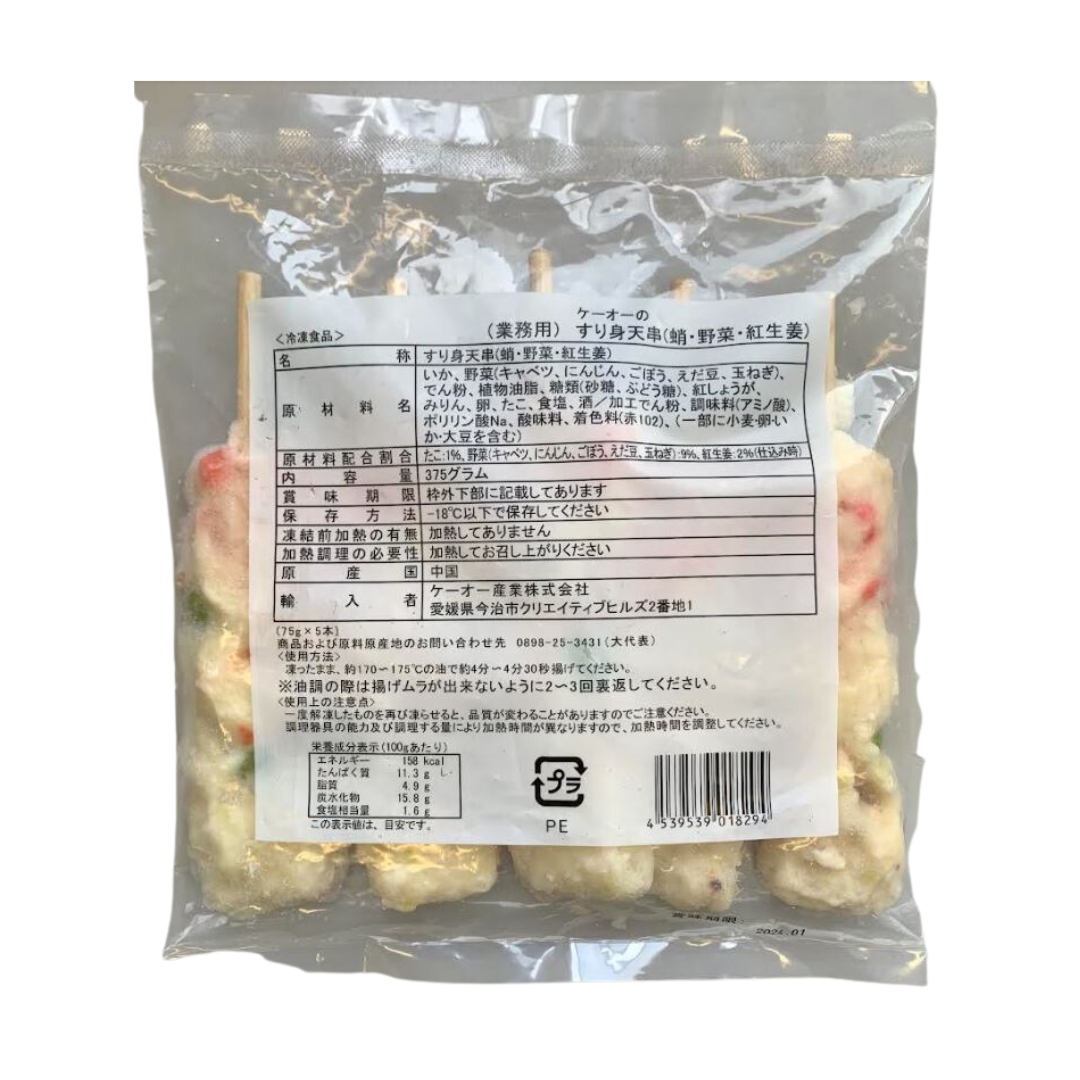 ケーオーの
<冷凍食品> (業務用) すり身天串(蛸・野菜・紅生姜)
名称 すり身天串(蛸・野菜・紅生姜)
原材料名 いか、野菜(キャベツ、にんじん、ごぼう、えだ豆、玉ねぎ)、
でん粉、植物油脂、糖類(砂糖、ぶどう糖)、紅しょうが、
みりん、卵、たこ、食塩、酒/加工でん粉、調味料(アミノ酸)、
ポリリン酸Na、酸味料、着色料(赤102)、(一部に小麦・卵・い
か・大豆を含む)
原材料配合割合 たこ:1%、野菜(キャベツ、にんじん、ごぼう、えだ豆、玉ねぎ):9%、紅生姜:2%(仕込み時)
内容量 375グラム
賞味期限 枠外下部に記載してあります
保存方法 -18℃以下で保存してください
凍結前加熱の有無 加熱してありません
加熱調理の必要性 加熱してお召し上がりください
原産国 中国
輸入者 ケーオー産業株式会社
愛媛県今治市クリエイティブヒルズ2番地1
(75g×5本)
商品および原料原産地のお問い合わせ先 0898-25-3431(大代表)
<使用方法>
凍ったまま、約170~175℃の油で約4分~4分30秒揚げてください。
※油調の際は揚げムラが出来ないように2~3回裏返してください。
<使用上の注意点>
一度解凍したものを再び凍らせると、品質が変わることがありますのでご注意ください。
調理器具の能力及び調理する量により加熱時間が異なりますので、加熱時間を調整してください。
栄養成分表示(100gあたり)
エネルギー 158 kcal
たんぱく質 11.3 g
脂質 4.9 g
炭水化物 15.8 g
食塩相当量 1.6 g
この表示値は、目安です。
プラ
PE
4 539539 018294
賞味期限: